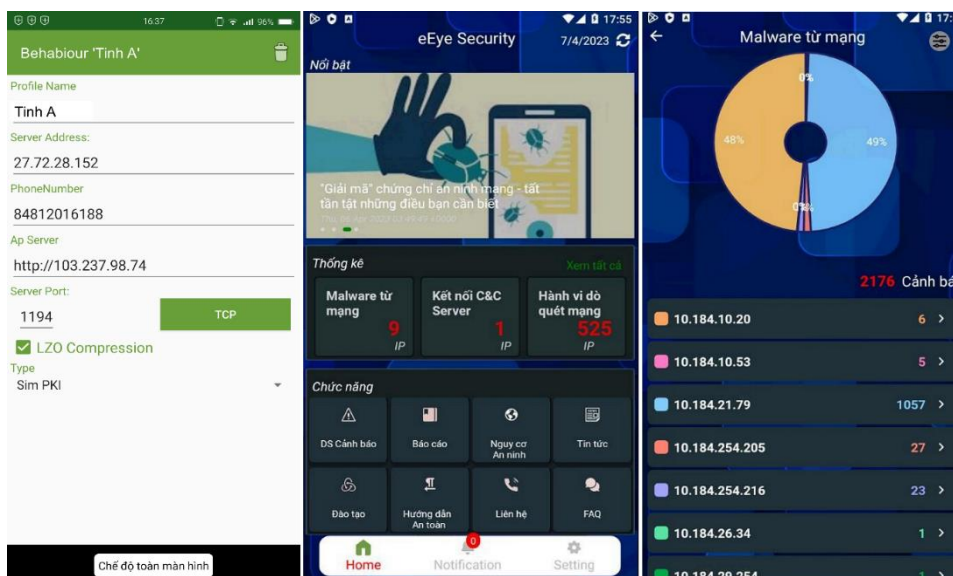 16:37
96%
Behabiour 'Tinh A'
Profile Name
Tinh A
Server Address:
27.72.28.152
PhoneNumber
84812016188
Ap Server
http://103.237.98.74
Server Port:
1194
TCP
LZO Compression
Type
Sim PKI
Chế độ toàn màn hình
17:55
eEye Security
7/4/2023
Nổi bật
"Giải mã" chứng chỉ an ninh mạng - tất
tần tật những điều bạn cần biết
Thống kê
Xem tất cả
Malware từ
mạng
9
IP
Kết nối C&C
Server
1
IP
Hành vi dò
quét mạng
525
IP
Chức năng
DS Cảnh báo
Báo cáo
Nguy cơ
An ninh
Tin tức
Đào tạo
Hướng dẫn
An toàn
Liên hệ
FAQ
0
Home
Notification
Setting
17:
Malware từ mạng
0%
48%
49%
2176 Cảnh bá
10.184.10.20 6
10.184.10.53 5
10.184.21.79 1057
10.184.254.205 27
10.184.254.216 23
10.184.26.34 1